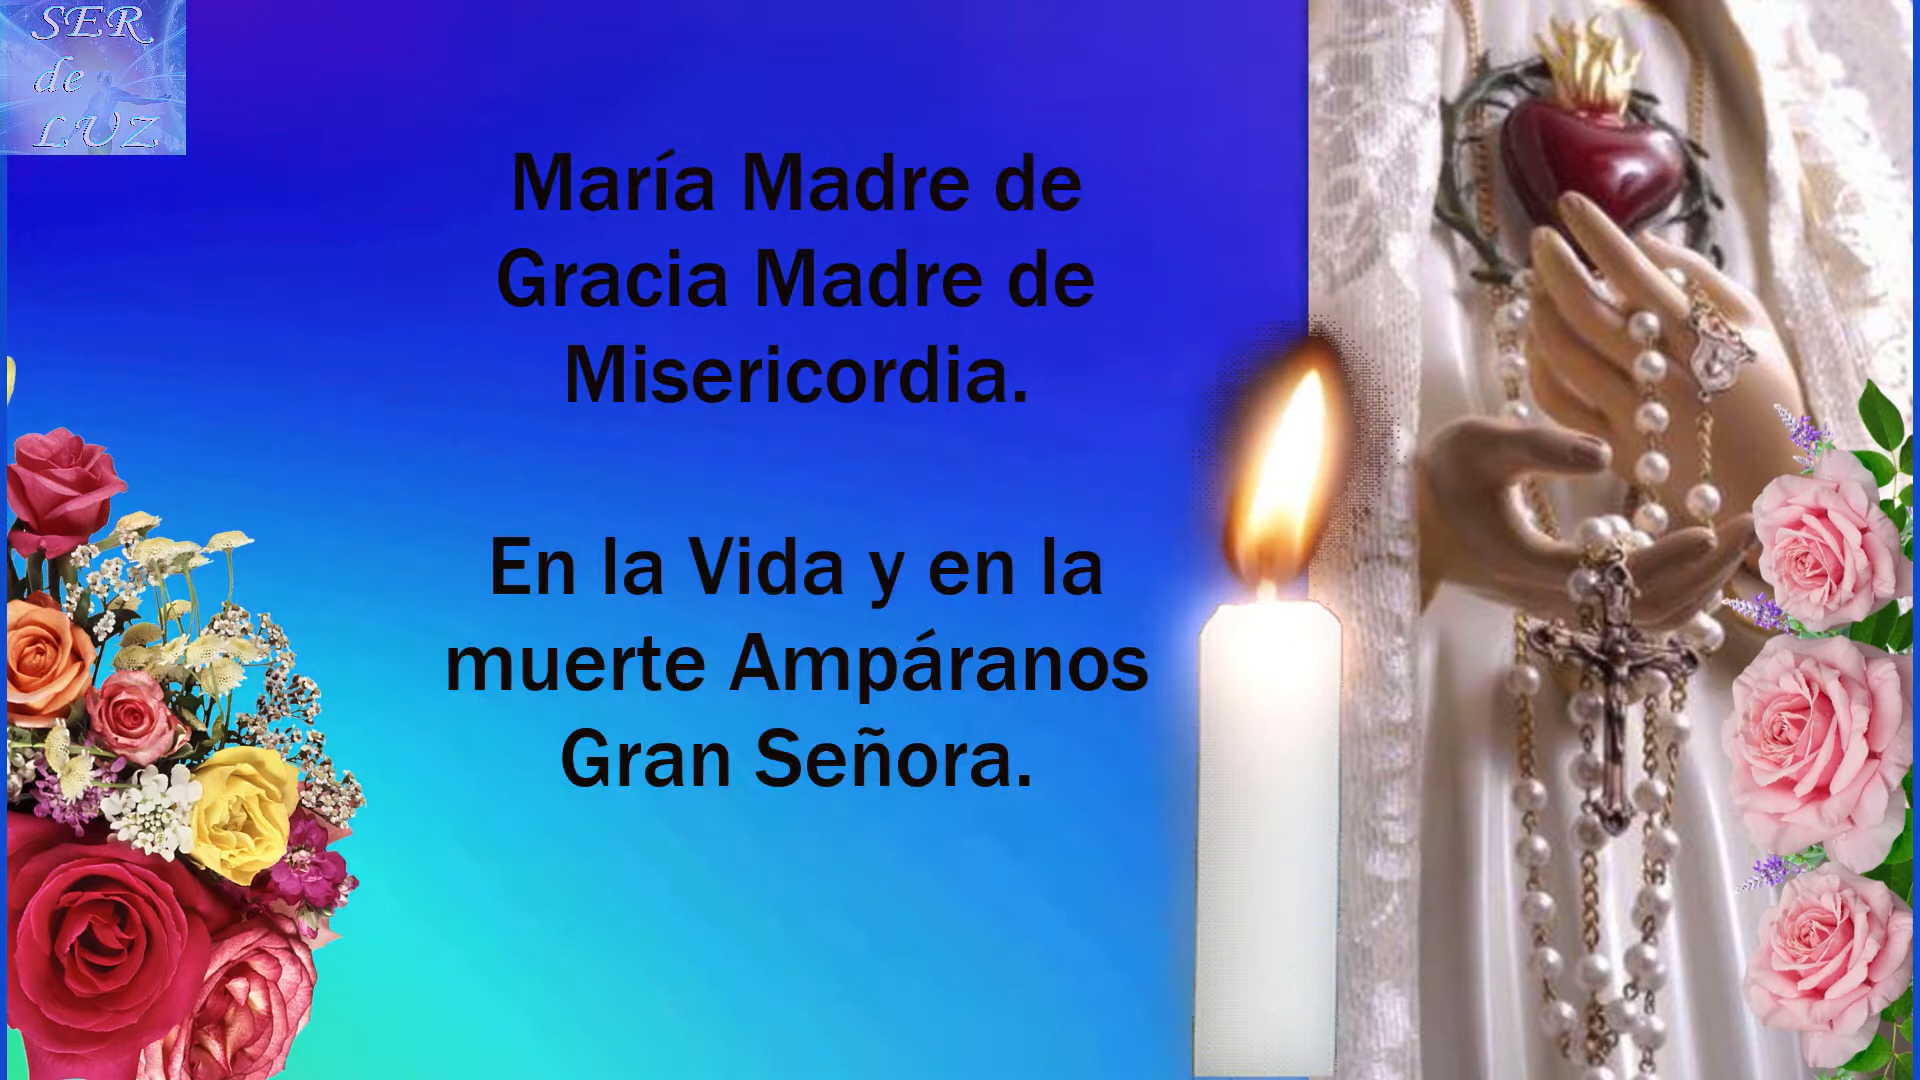 SER
de
LUZ
María Madre de
Gracia Madre de
Misericordia.
En la Vida y en la
muerte Ampáranos
Gran Señora.